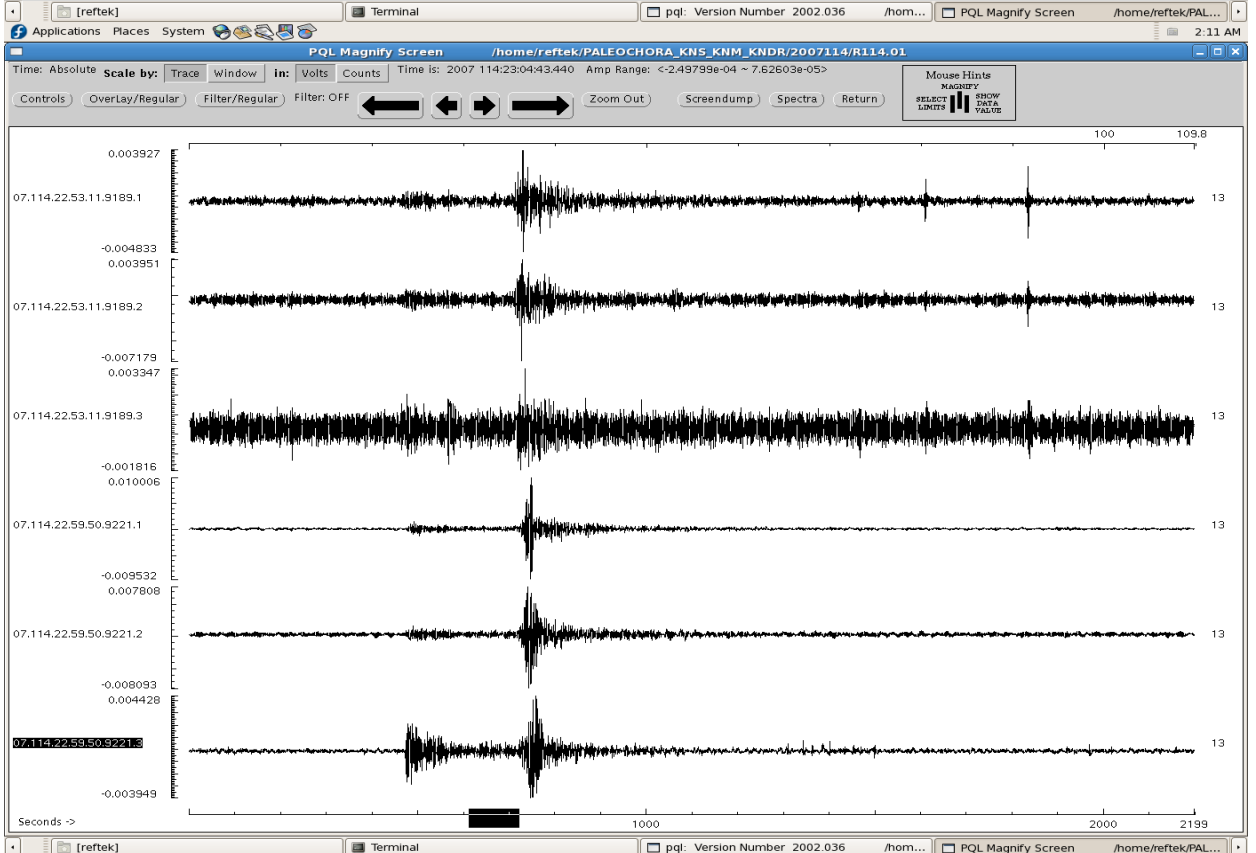 [reftek] Terminal pql: Version Number 2002.036 /hom... PQL Magnify Screen /home/reftek/PAL...
Applications Places System 2:11 AM
PQL Magnify Screen /home/reftek/PALEOCHORA_KNS_KNM_KNDR/2007114/R114.01
Time: Absolute Scale by: Trace Window in: Volts Counts Time is: 2007 114:23:04:43.440 Amp Range: <-2.49799e-04 ~ 7.62603e-05>
Mouse Hints
MAGNIFY
SELECT LIMITS SHOW DATA VALUE
Controls OverLay/Regular Filter/Regular Filter: OFF Zoom Out Screendump Spectra Return
100 109.8
0.003927
07.114.22.53.11.9189.1 13
-0.004833
0.003951
07.114.22.53.11.9189.2 13
-0.007179
0.003347
07.114.22.53.11.9189.3 13
-0.001816
0.010006
07.114.22.59.50.9221.1 13
-0.009532
0.007808
07.114.22.59.50.9221.2 13
-0.008093
0.004428
07.114.22.59.50.9221.3 13
-0.003949
Seconds -> 1000 2000 2199
[reftek] Terminal pql: Version Number 2002.036 /hom... PQL Magnify Screen /home/reftek/PAL...